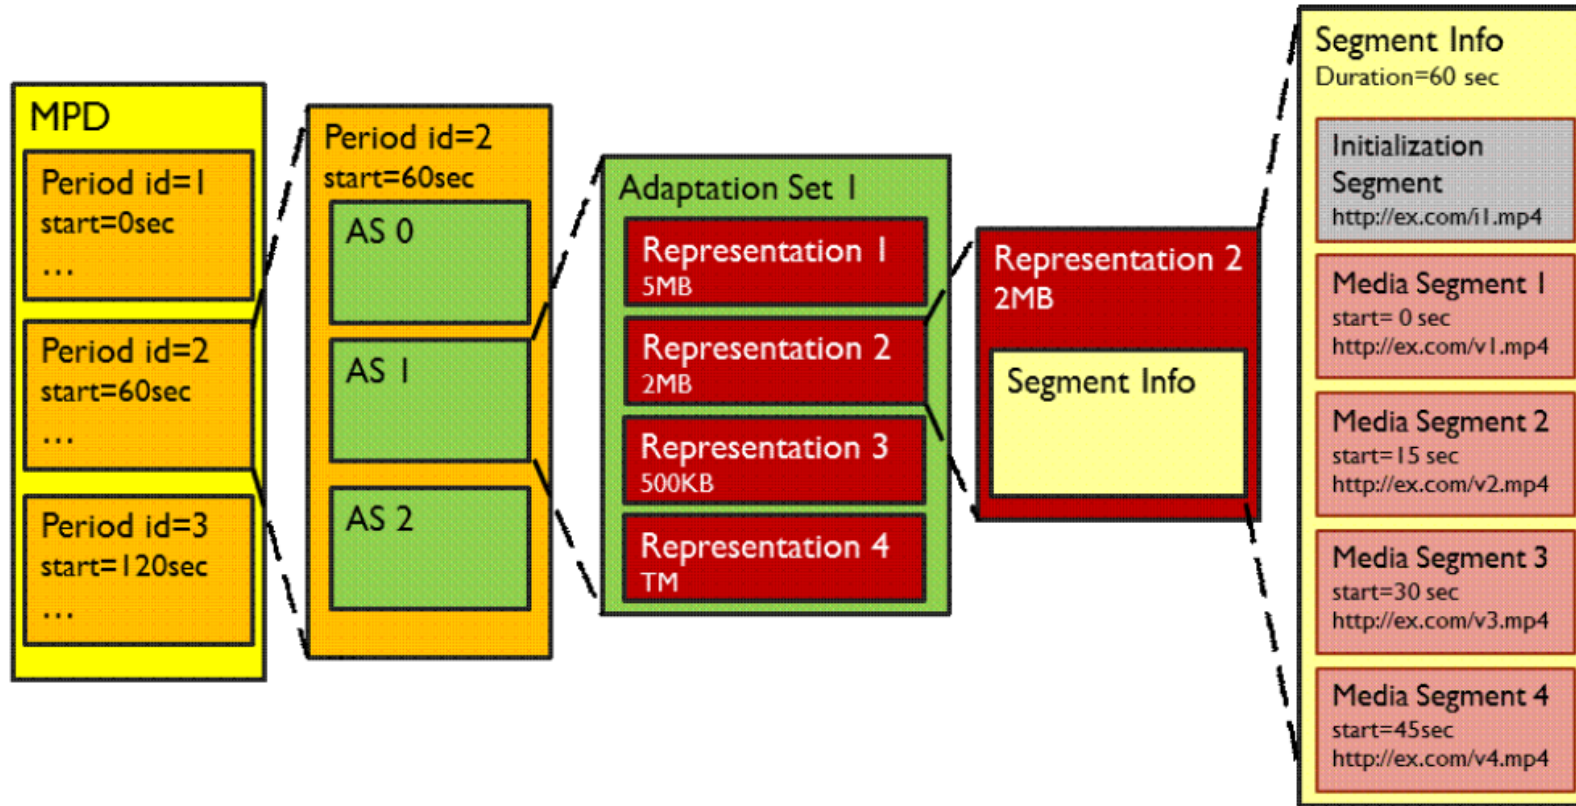 MPD
Period id=1
start=0sec
...
Period id=2
start=60sec
...
Period id=3
start=120sec
...
Period id=2
start=60sec
AS 0
AS 1
AS 2
Adaptation Set 1
Representation 1
5MB
Representation 2
2MB
Representation 3
500KB
Representation 4
TM
Representation 2
2MB
Segment Info
Segment Info
Duration=60 sec
Initialization
Segment
http://ex.com/i1.mp4
Media Segment 1
start= 0 sec
http://ex.com/v1.mp4
Media Segment 2
start=15 sec
http://ex.com/v2.mp4
Media Segment 3
start=30 sec
http://ex.com/v3.mp4
Media Segment 4
start=45sec
http://ex.com/v4.mp4